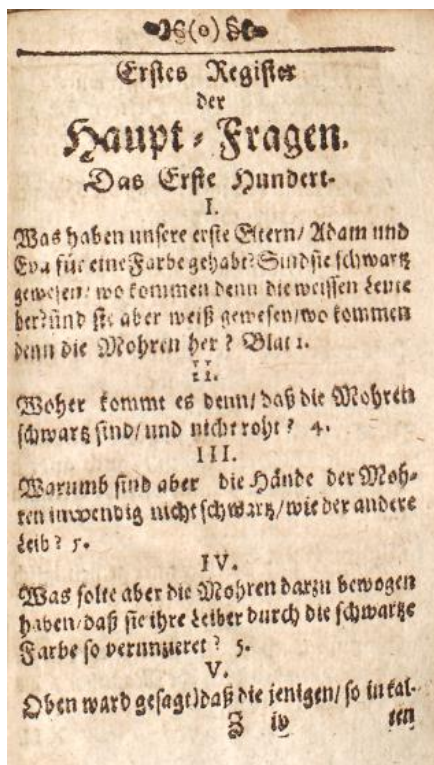 §(o)§
Erstes Register
der
Haupt-Fragen.
Das Erste Hundert.
I.
Was haben unsere erste Eltern/ Adam und
Eva für eine Farbe gehabt? Sind sie schwartz
gewesen/ wo kommen denn die weissen Leute
her? sind sie aber weiß gewesen/ wo kommen
denn die Mohren her? Blat 1.
II.
Woher kommt es denn/ daß die Mohren
schwartz sind/ und nicht roht? 4.
III.
Warumb sind aber die Hände der Moh-
ren inwendig nicht schwartz/ wie der andere
Leib? 5.
IV.
Was solte aber die Mohren darzu bewogen
haben/ daß sie ihre Leiber durch die schwartze
Farbe so verunzieret? 5.
V.
Oben ward gesagt/ daß die jenigen/ so in kal-
Z iv ten